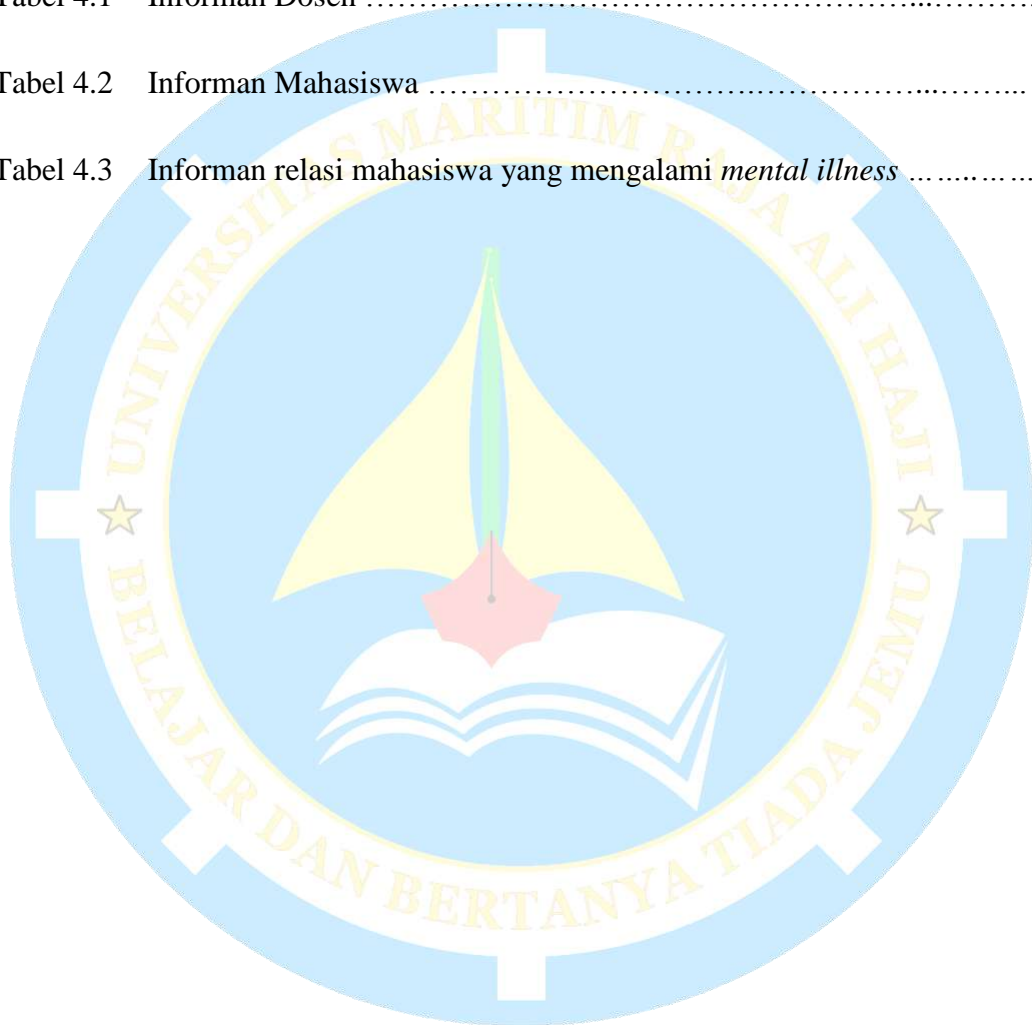 Tabel 4.1 Informan Dosen ………………………………………………...……….
Tabel 4.2 Informan Mahasiswa ………………………….……………...……...
Tabel 4.3 Informan relasi mahasiswa yang mengalami mental illness ……..……
UNIVERSITAS MARITIM RAJA ALI HAJI
BELAJAR DAN BERTANYA TIADA JEMU